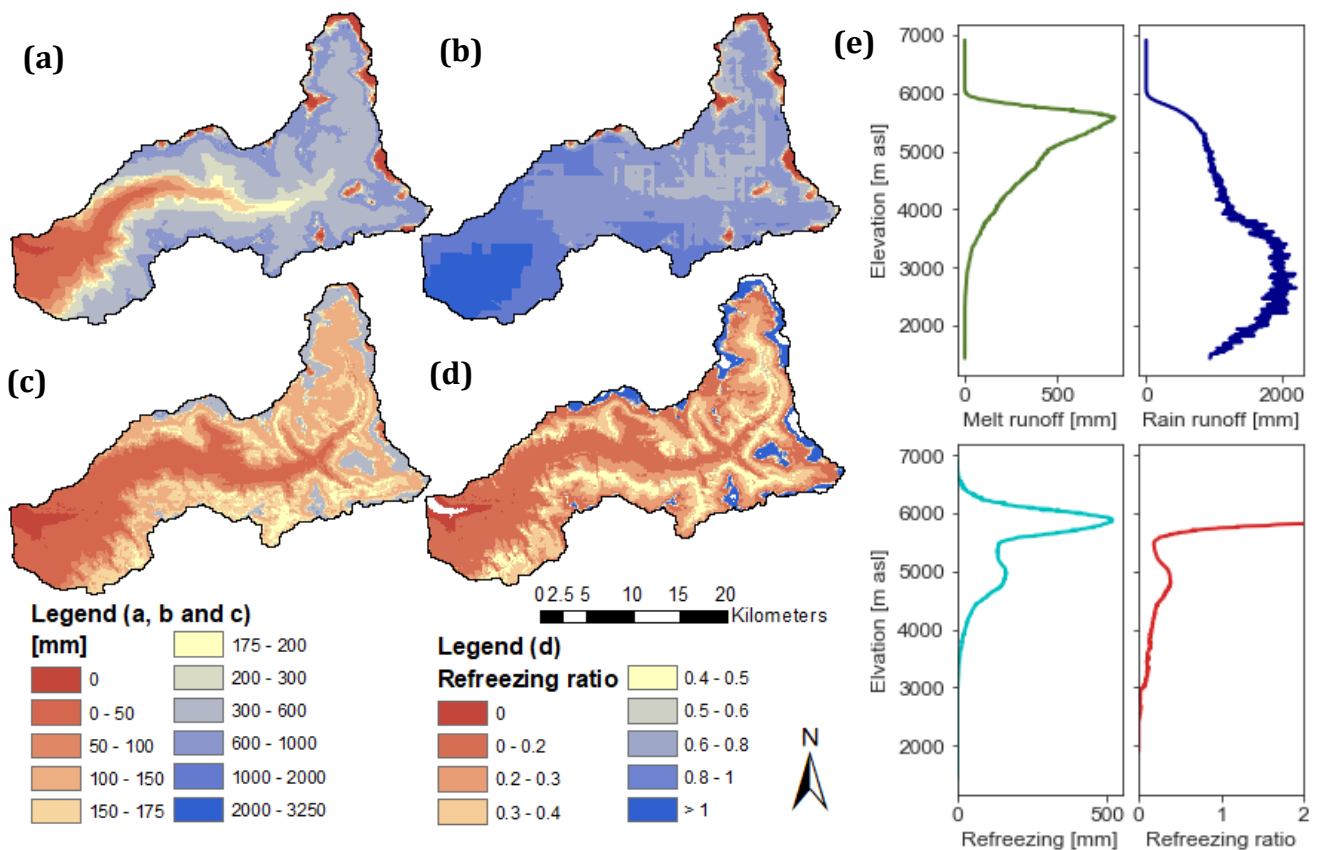 (a)
(b)
(c)
(d)
(e)
Legend (a, b and c)
[mm]
0
0 - 50
50 - 100
100 - 150
150 - 175
175 - 200
200 - 300
300 - 600
600 - 1000
1000 - 2000
2000 - 3250
0 2.5 5 10 15 20
Kilometers
Legend (d)
Refreezing ratio
0
0 - 0.2
0.2 - 0.3
0.3 - 0.4
0.4 - 0.5
0.5 - 0.6
0.6 - 0.8
0.8 - 1
> 1
N
Elevation [m asl]
7000
6000
5000
4000
3000
2000
0 500
Melt runoff [mm]
0 2000
Rain runoff [mm]
Elvation [m asl]
7000
6000
5000
4000
3000
2000
0 500
Refreezing [mm]
0 1 2
Refreezing ratio